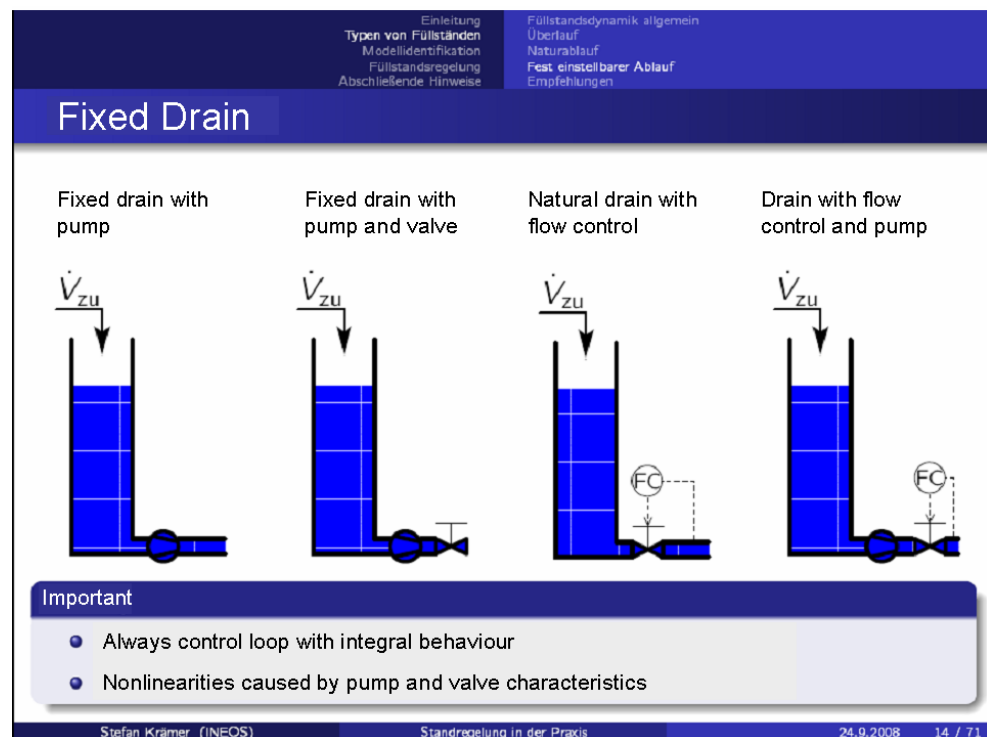 Einleitung
Typen von Füllständen
Modellidentifikation
Füllstandsregelung
Abschließende Hinweise
Füllstandsdynamik allgemein
Überlauf
Naturablauf
Fest einstellbarer Ablauf
Empfehlungen
Fixed Drain
Fixed drain with
pump
Fixed drain with
pump and valve
Natural drain with
flow control
Drain with flow
control and pump
V̇zu
V̇zu
V̇zu
V̇zu
FC
FC
Important
Always control loop with integral behaviour
Nonlinearities caused by pump and valve characteristics
Stefan Krämer (INEOS)
Standregelung in der Praxis
24.9.2008 14 / 71